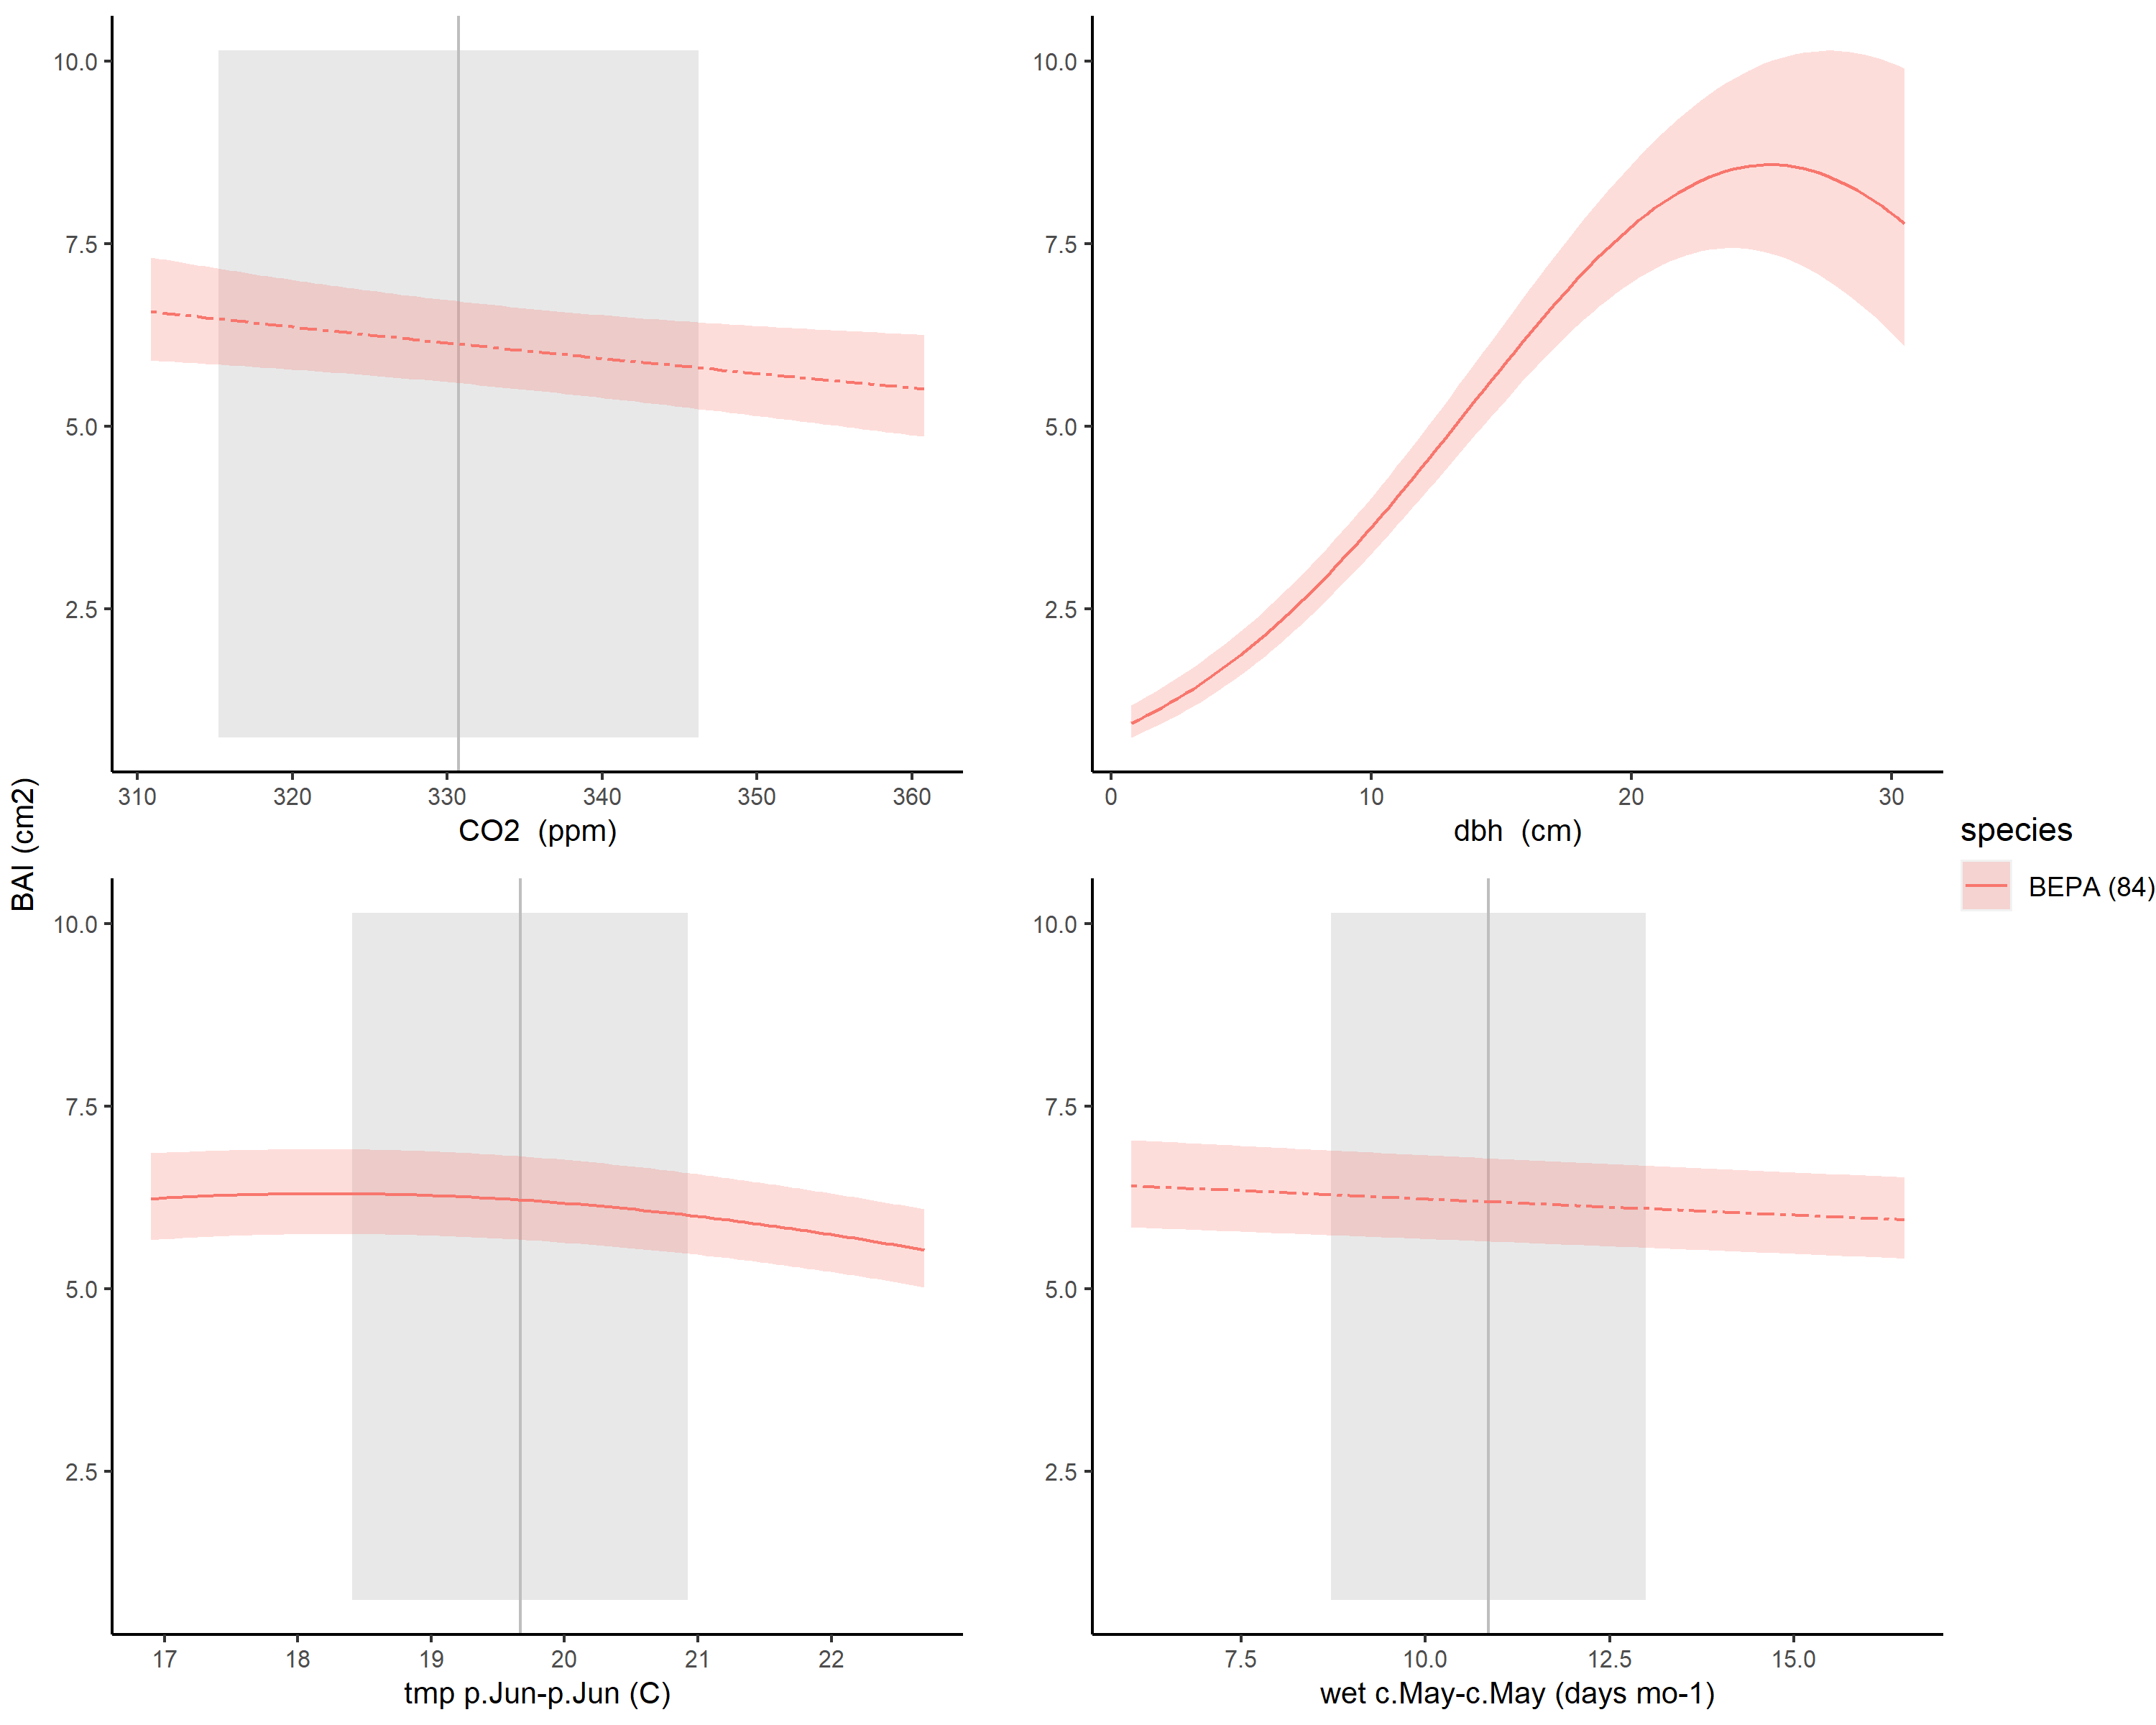 BAI (cm2)
10.0
7.5
5.0
2.5
310 320 330 340 350 360
CO2 (ppm)
10.0
7.5
5.0
2.5
0 10 20 30
dbh (cm)
10.0
7.5
5.0
2.5
17 18 19 20 21 22
tmp p.Jun-p.Jun (C)
10.0
7.5
5.0
2.5
7.5 10.0 12.5 15.0
wet c.May-c.May (days mo-1)
species
BEPA (84)